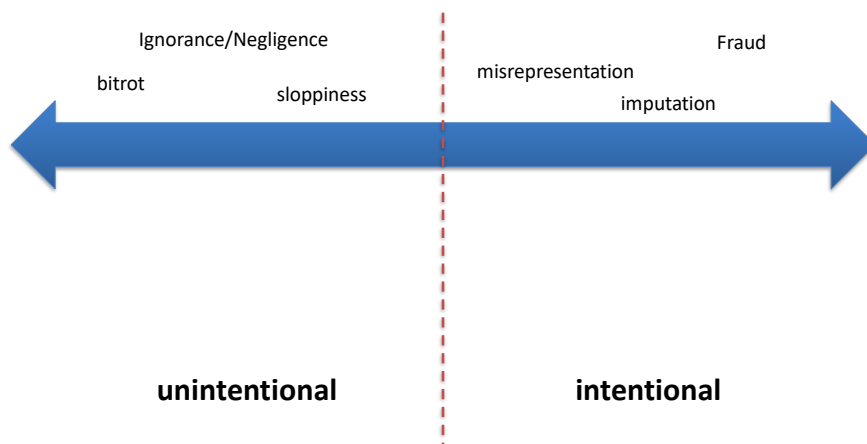 Ignorance/Negligence
Fraud
bitrot
misrepresentation
sloppiness
imputation
unintentional
intentional